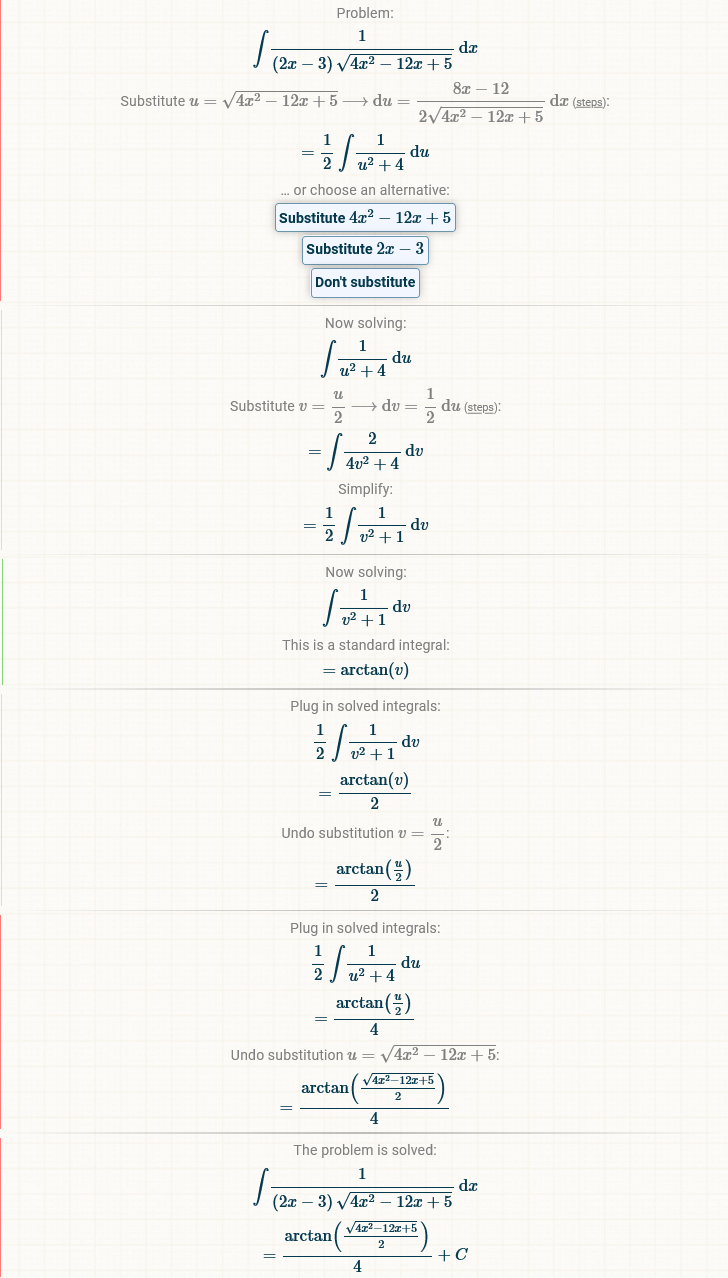 Problem:
∫ 1/((2x − 3)√(4x² − 12x + 5)) dx
Substitute u = √(4x² − 12x + 5) ⟶ du = (8x − 12)/(2√(4x² − 12x + 5)) dx (steps):
= 1/2 ∫ 1/(u² + 4) du
... or choose an alternative:
Substitute 4x² − 12x + 5
Substitute 2x − 3
Don't substitute
Now solving:
∫ 1/(u² + 4) du
Substitute v = u/2 ⟶ dv = 1/2 du (steps):
= ∫ 2/(4v² + 4) dv
Simplify:
= 1/2 ∫ 1/(v² + 1) dv
Now solving:
∫ 1/(v² + 1) dv
This is a standard integral:
= arctan(v)
Plug in solved integrals:
1/2 ∫ 1/(v² + 1) dv
= arctan(v)/2
Undo substitution v = u/2:
= arctan(u/2)/2
Plug in solved integrals:
1/2 ∫ 1/(u² + 4) du
= arctan(u/2)/4
Undo substitution u = √(4x² − 12x + 5):
= arctan(√(4x²−12x+5)/2)/4
The problem is solved:
∫ 1/((2x − 3)√(4x² − 12x + 5)) dx
= arctan(√(4x²−12x+5)/2)/4 + C